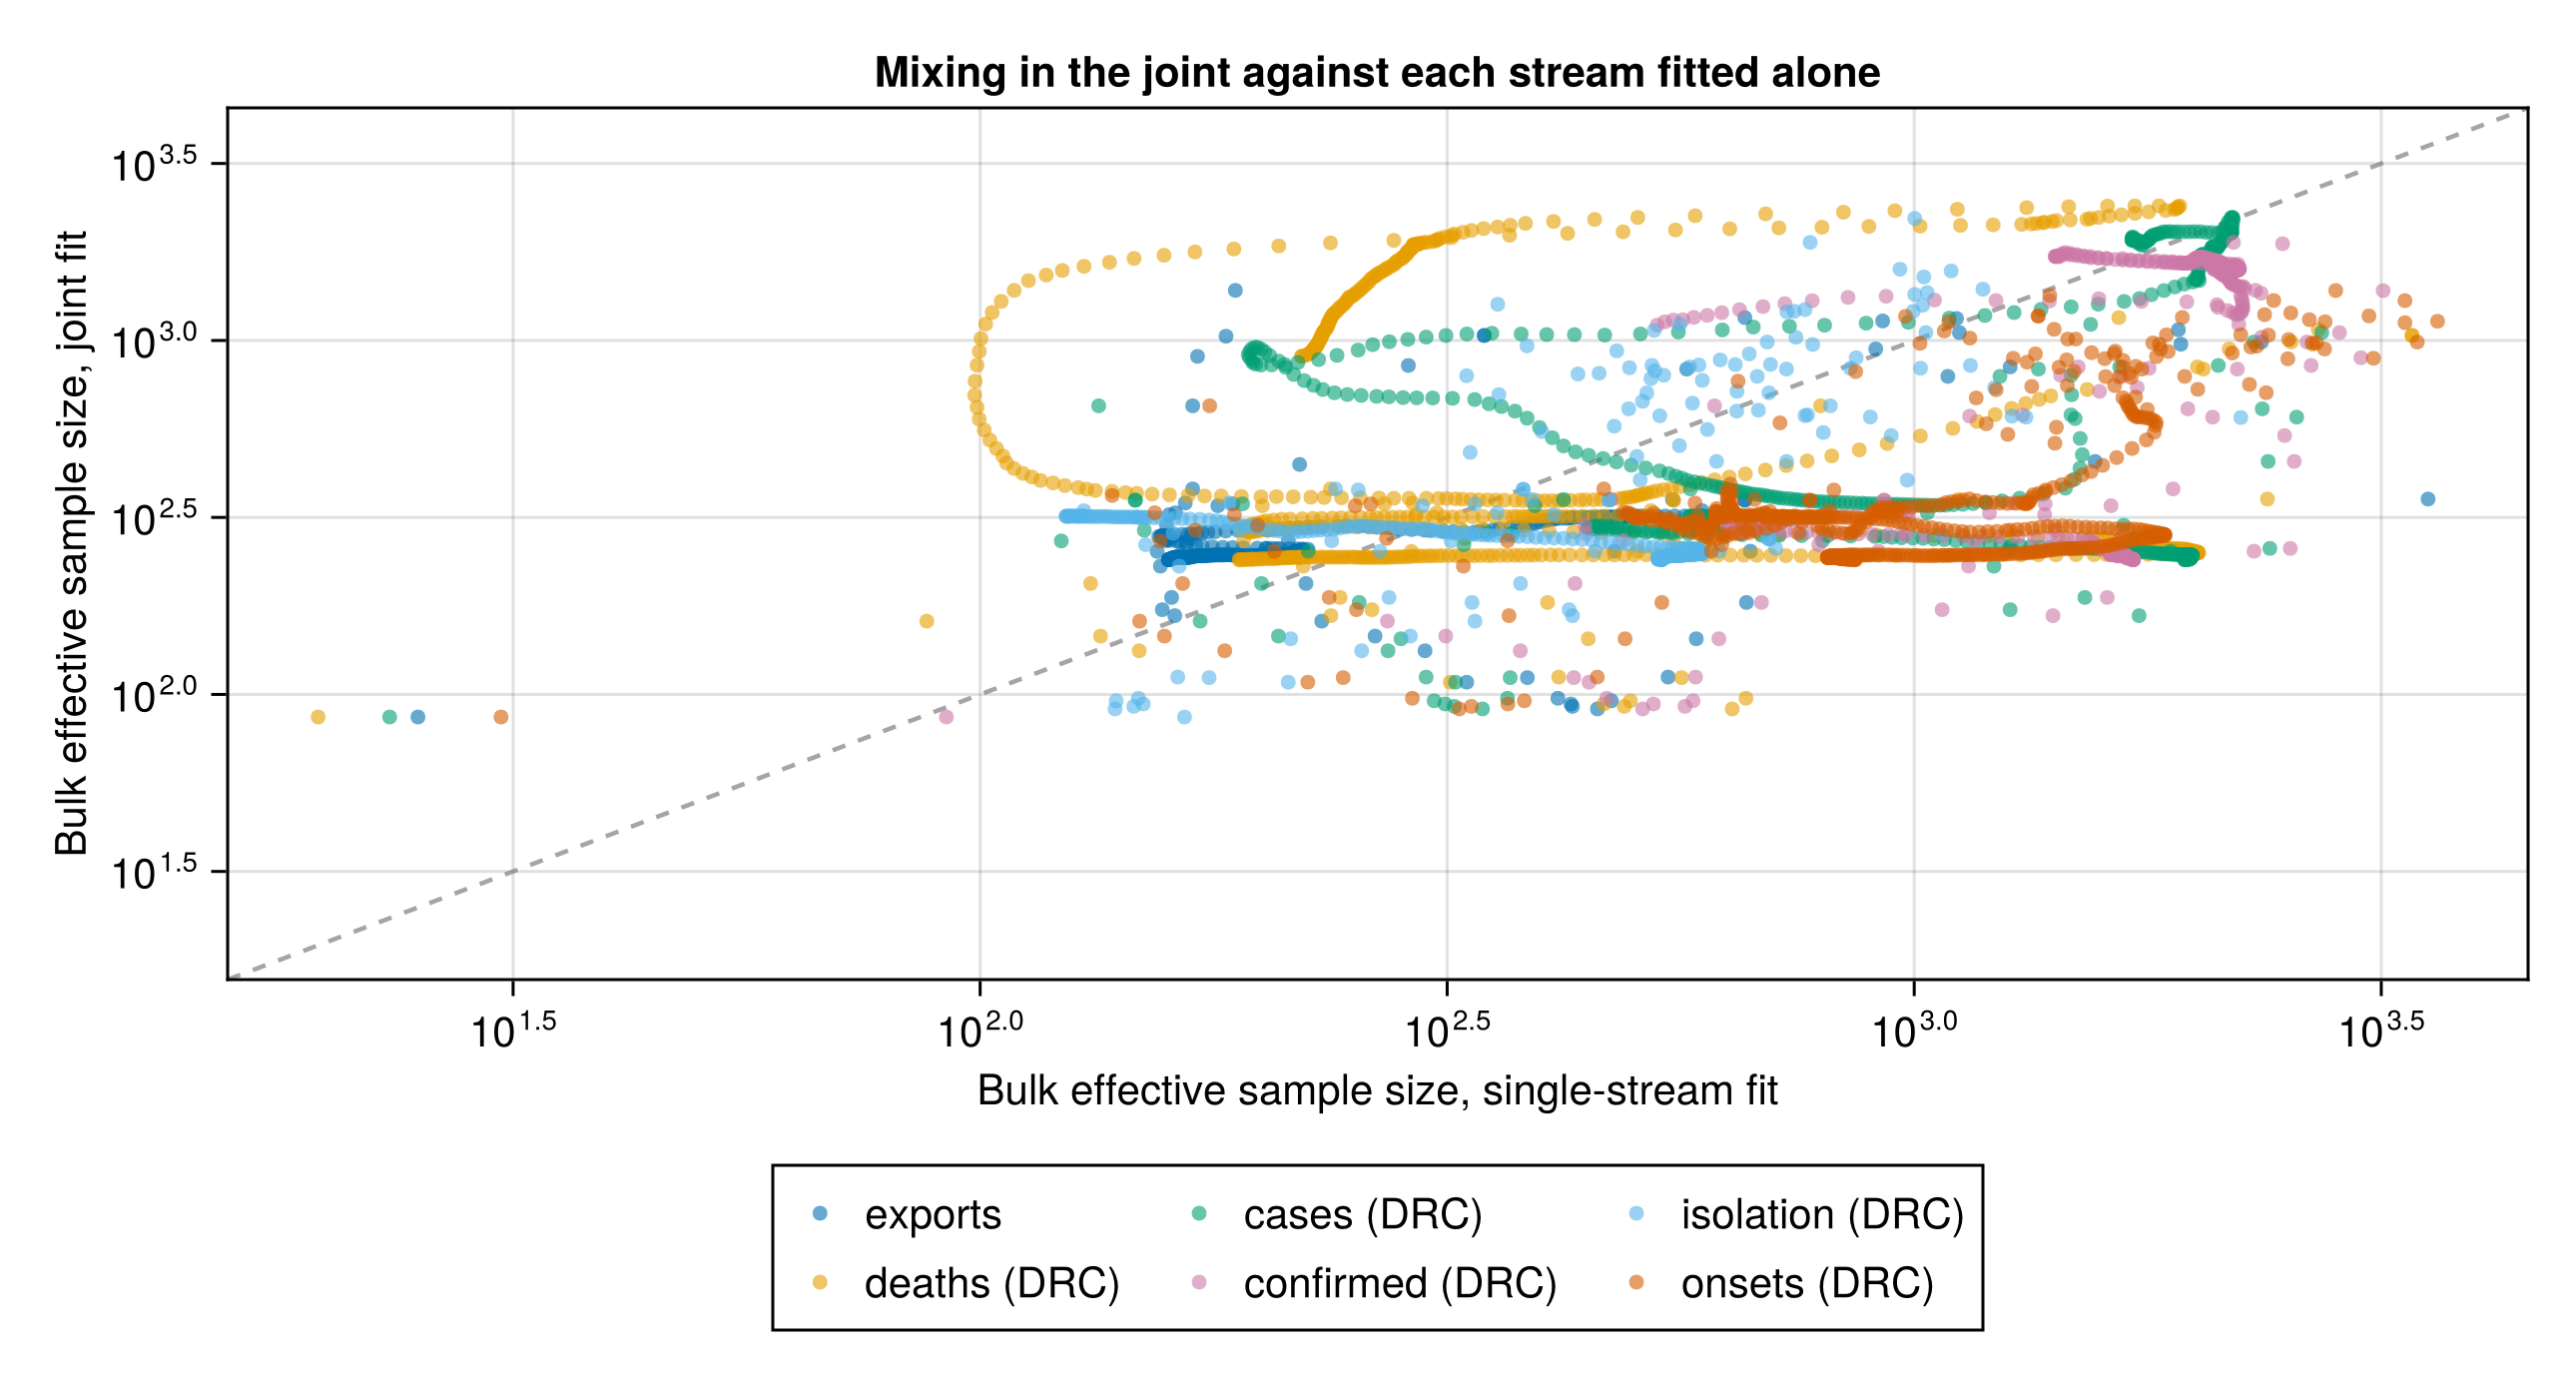 Mixing in the joint against each stream fitted alone
Bulk effective sample size, joint fit
10^3.5
10^3.0
10^2.5
10^2.0
10^1.5
10^1.5 10^2.0 10^2.5 10^3.0 10^3.5
Bulk effective sample size, single-stream fit
exports cases (DRC) isolation (DRC)
deaths (DRC) confirmed (DRC) onsets (DRC)